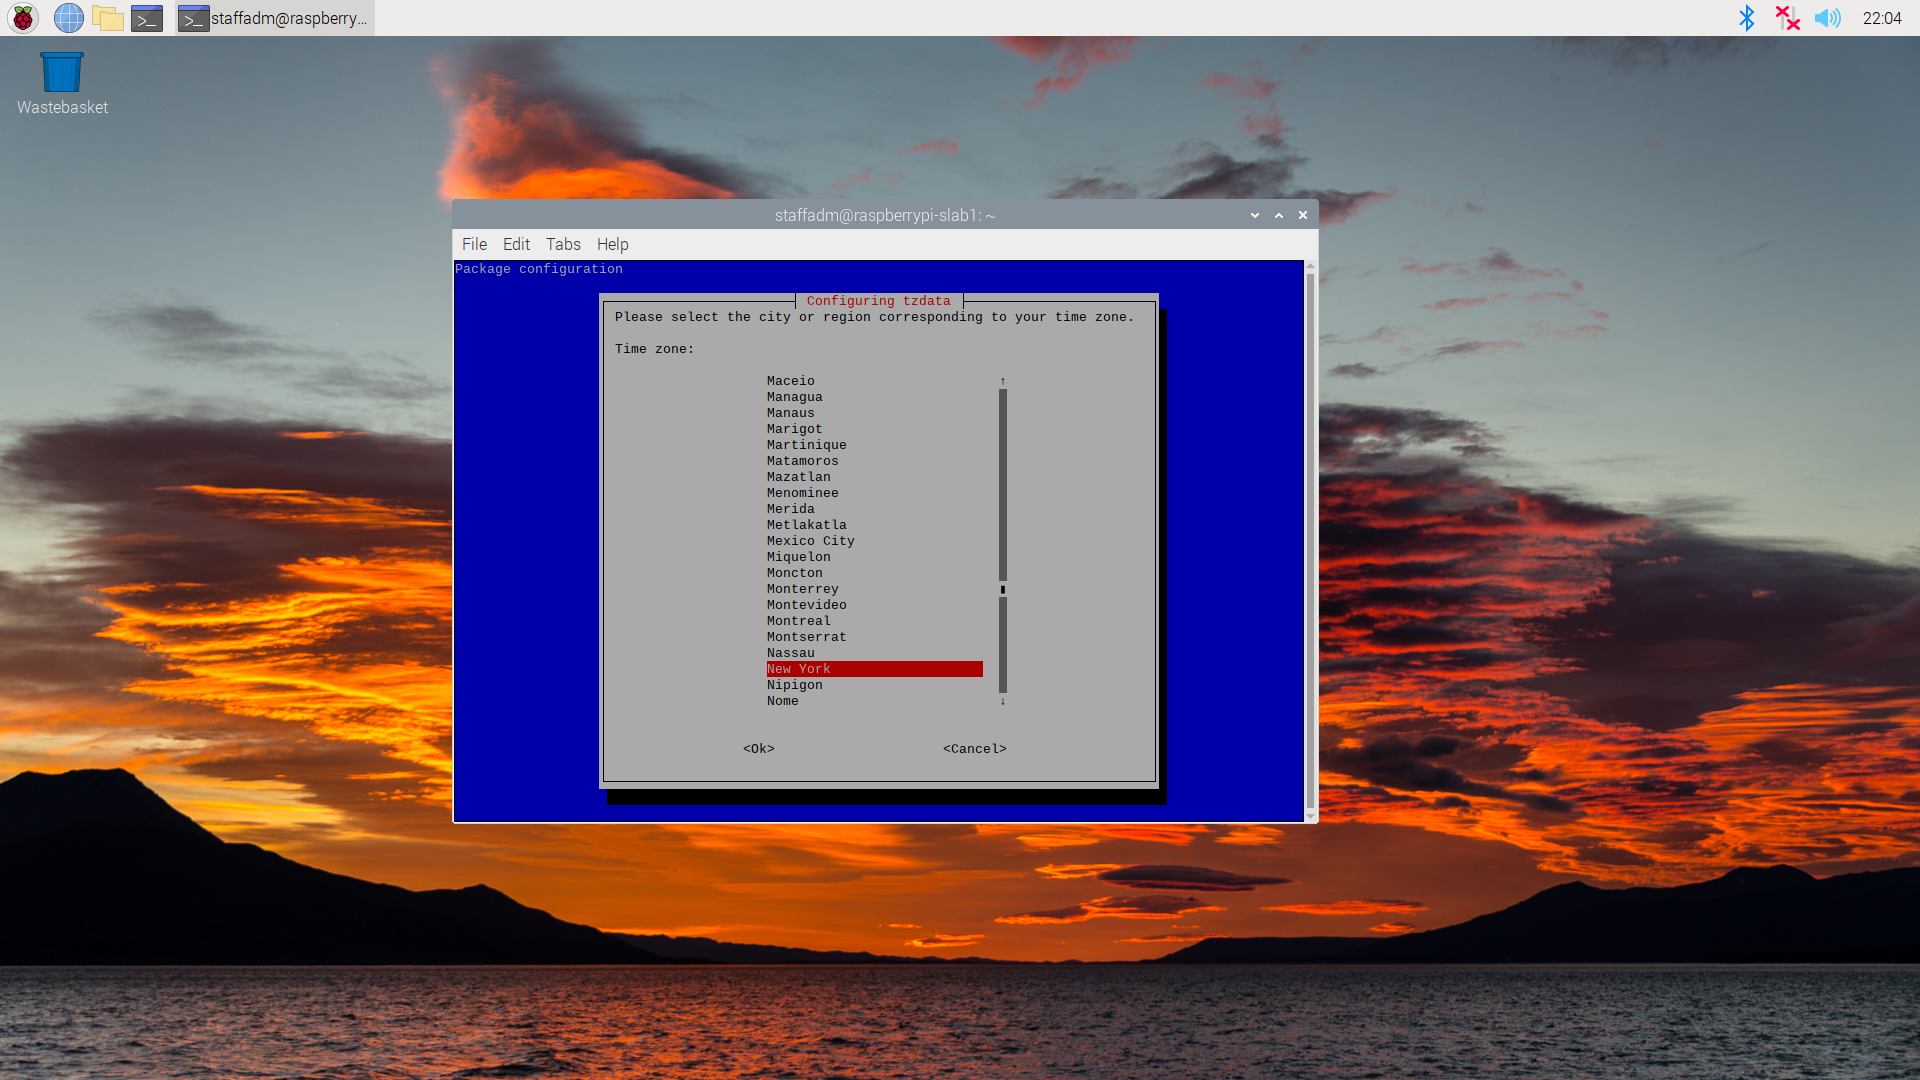 staffadm@raspberry...
22:04
Wastebasket
staffadm@raspberrypi-slab1: ~
File Edit Tabs Help
Package configuration
Configuring tzdata
Please select the city or region corresponding to your time zone.
Time zone:
Maceio
Managua
Manaus
Marigot
Martinique
Matamoros
Mazatlan
Menominee
Merida
Metlakatla
Mexico City
Miquelon
Moncton
Monterrey
Montevideo
Montreal
Montserrat
Nassau
New York
Nipigon
Nome
<Ok> <Cancel>